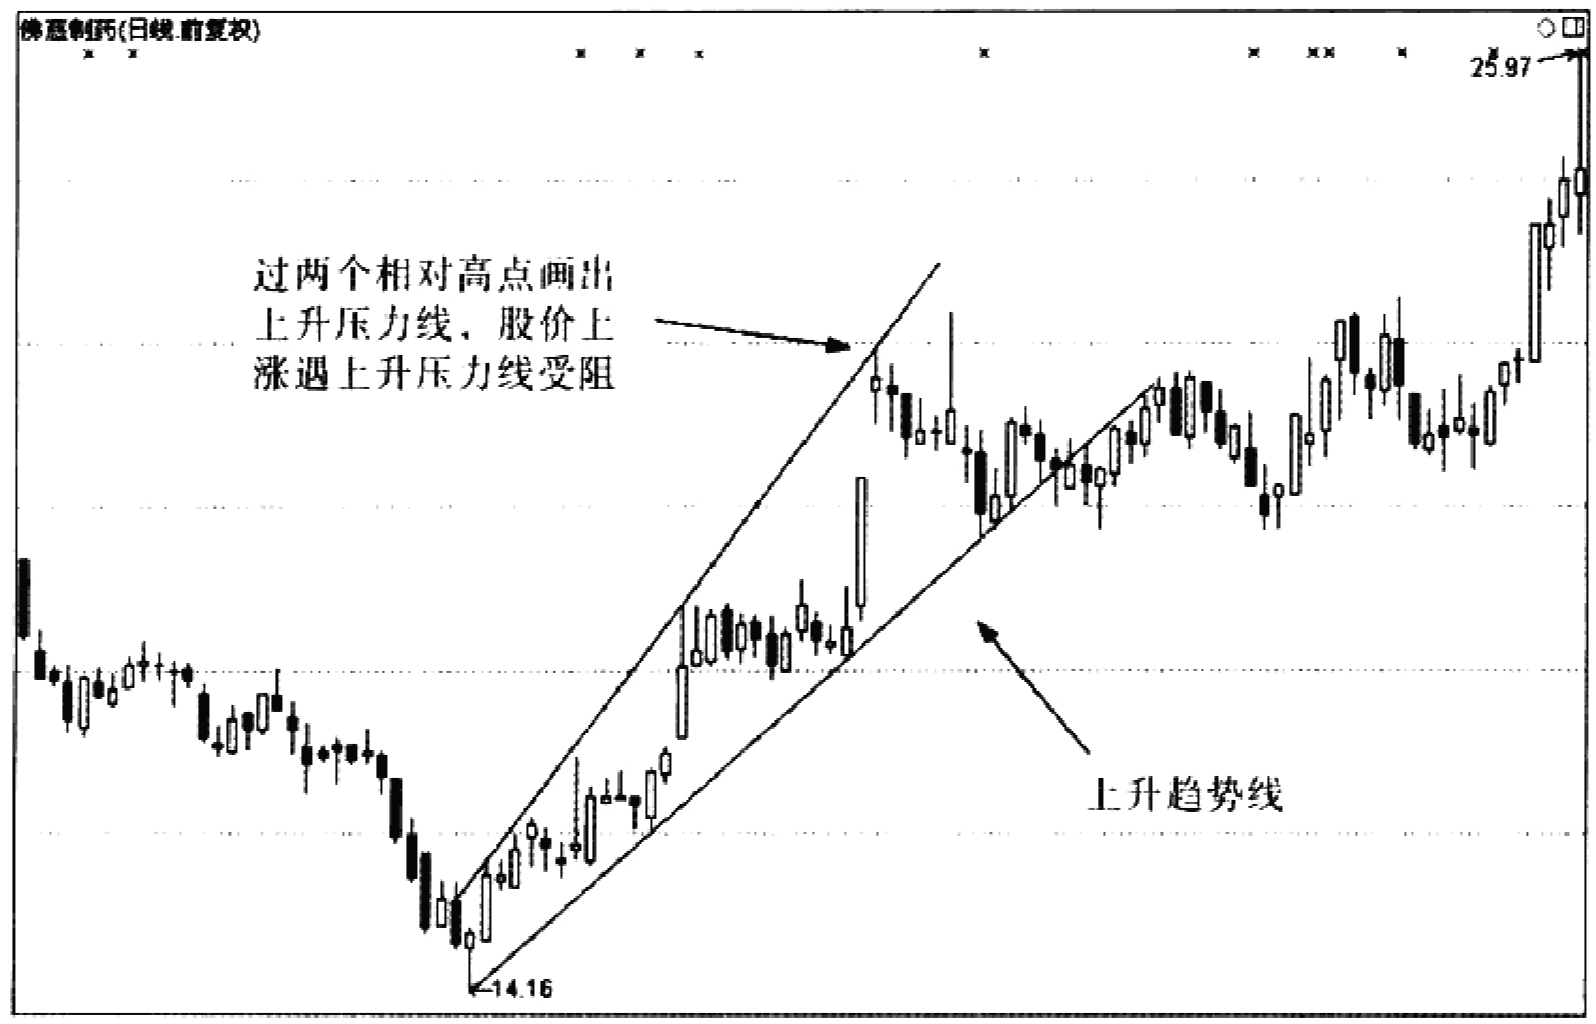 佛慈制药(日线.前复权)
25.97
过两个相对高点画出
上升压力线，股价上
涨遇上升压力线受阻
上升趋势线
14.16